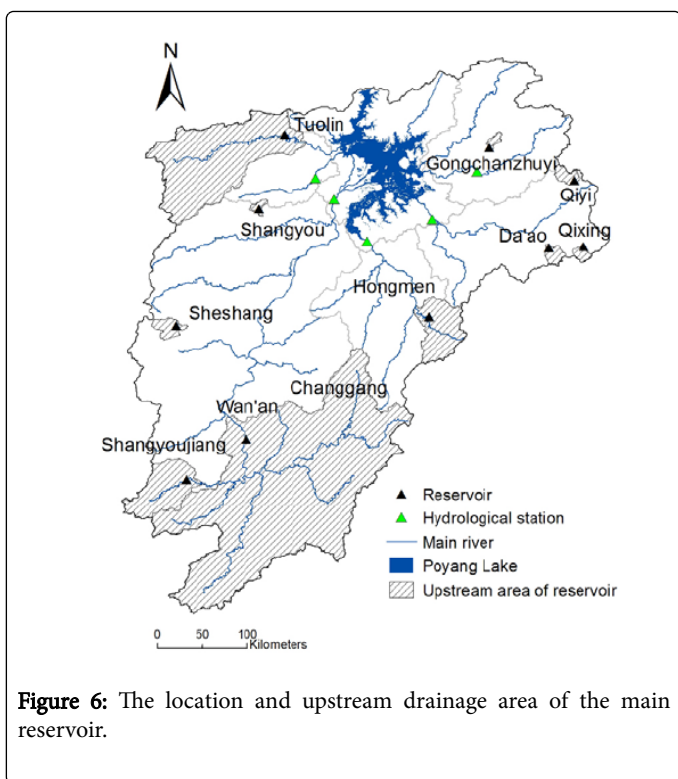 N
Tuolin
Gongchanzhuyi
Qiyi
Shangyou
Da'ao
Qixing
Hongmen
Sheshang
Changgang
Wan'an
Shangyoujiang
Reservoir
Hydrological station
Main river
Poyang Lake
Upstream area of reservoir
0 50 100
Kilometers
Figure 6: The location and upstream drainage area of the main
reservoir.